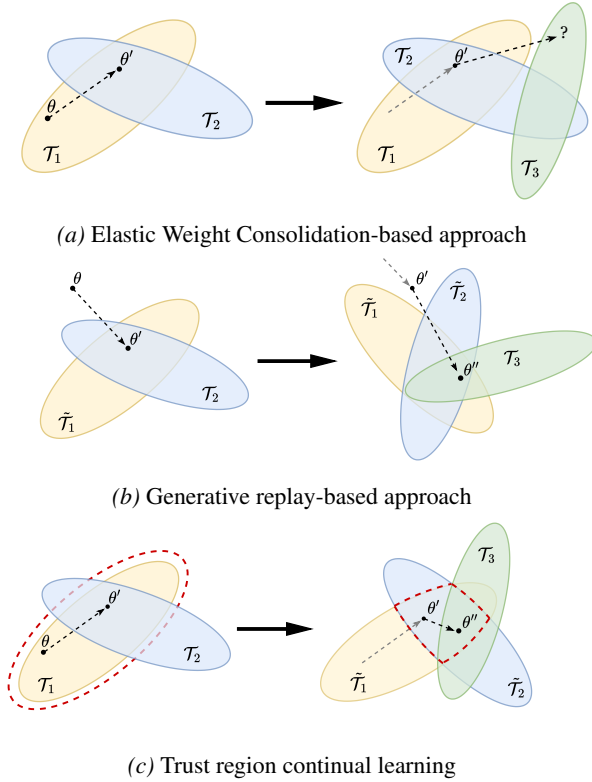 θ
θ′
𝒯₁
𝒯₂
𝒯₂
θ′
?
𝒯₁
𝒯₃
(a) Elastic Weight Consolidation-based approach
θ
θ′
𝒯̃₁
𝒯₂
θ′
𝒯̃₁
𝒯̃₂
𝒯₃
θ′′
(b) Generative replay-based approach
θ
θ′
𝒯₁
𝒯₂
𝒯₃
θ′
θ′′
𝒯̃₁
𝒯̃₂
(c) Trust region continual learning